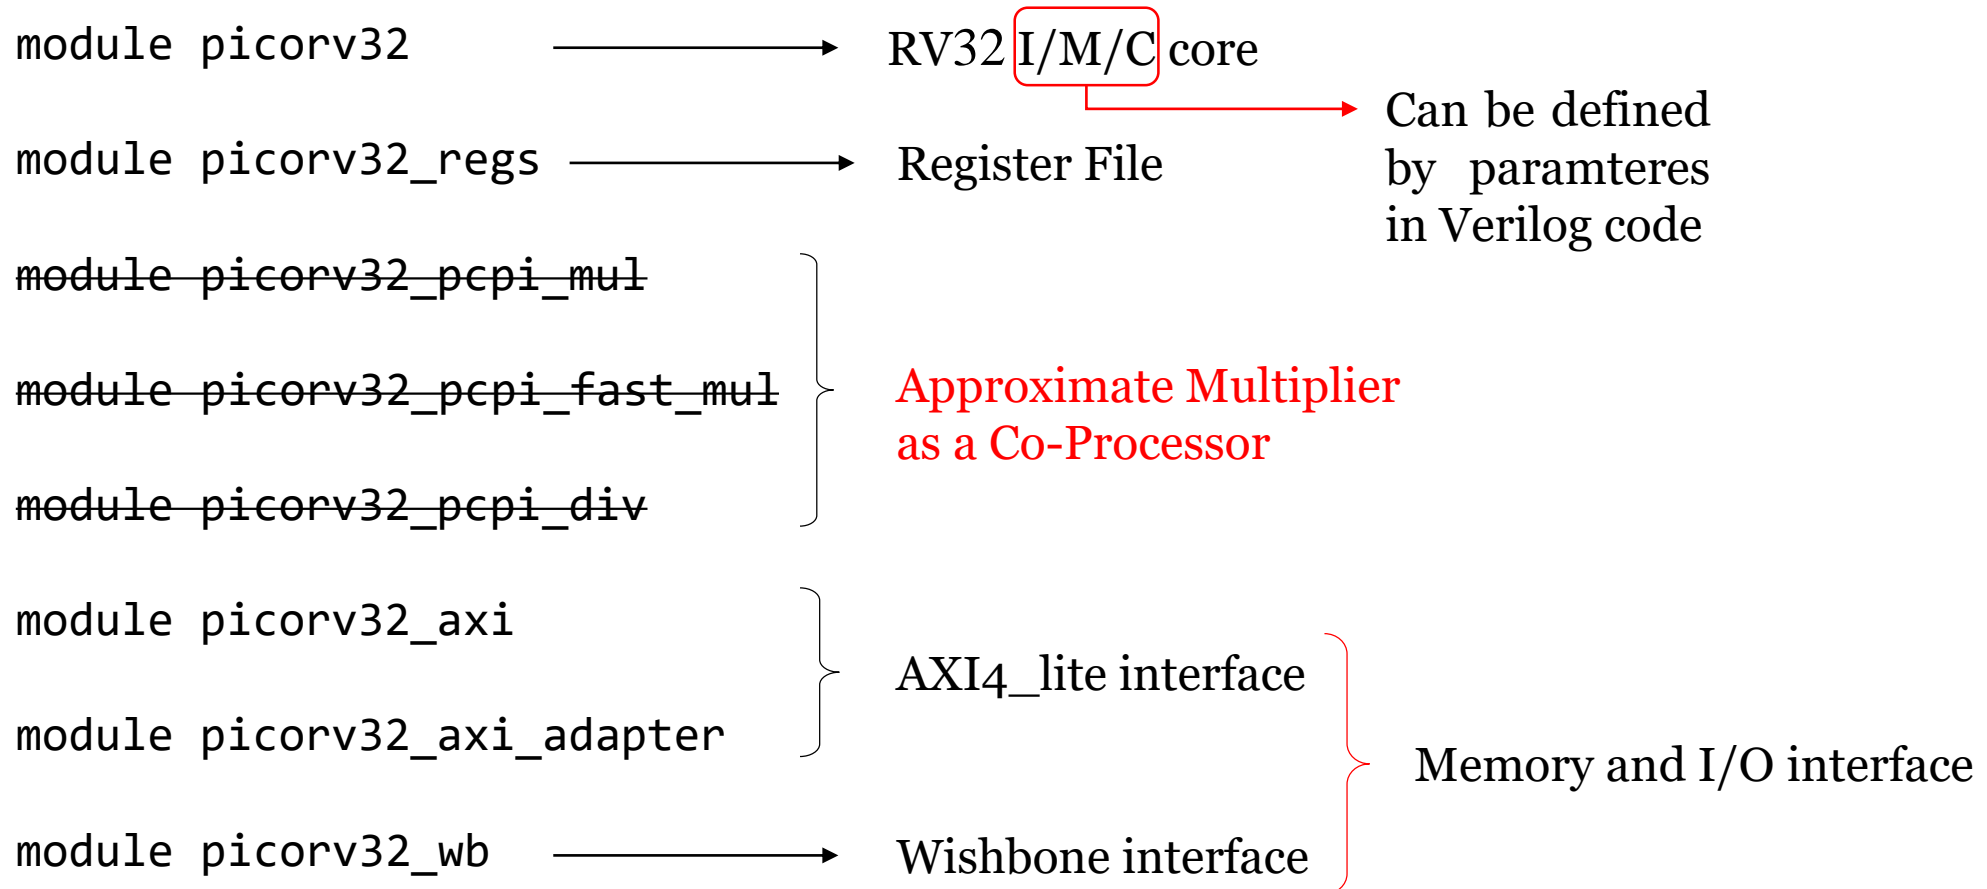 module picorv32
RV32 I/M/C core
Can be defined
by paramteres
in Verilog code
module picorv32_regs
Register File
module picorv32_pcpi_mul
module picorv32_pcpi_fast_mul
module picorv32_pcpi_div
Approximate Multiplier
as a Co-Processor
module picorv32_axi
module picorv32_axi_adapter
AXI4_lite interface
module picorv32_wb
Wishbone interface
Memory and I/O interface